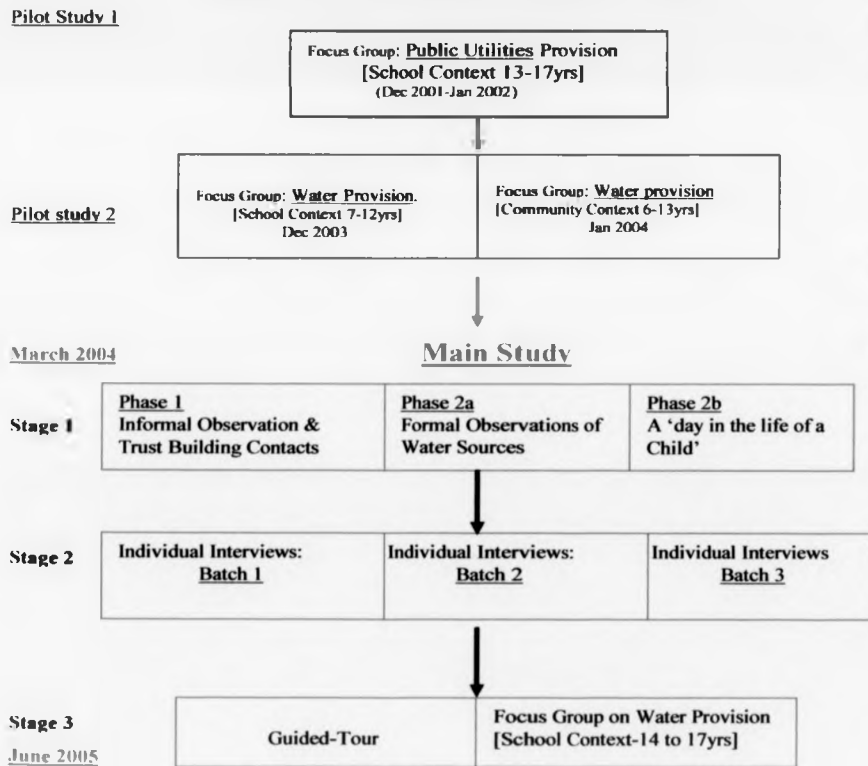 Pilot Study 1
Focus Group: Public Utilities Provision
[School Context 13-17yrs]
(Dec 2001-Jan 2002)
Pilot study 2
Focus Group: Water Provision.
[School Context 7-12yrs]
Dec 2003
Focus Group: Water provision
[Community Context 6-13yrs]
Jan 2004
March 2004
Main Study
Stage 1
Phase 1
Informal Observation &
Trust Building Contacts
Phase 2a
Formal Observations of
Water Sources
Phase 2b
A ‘day in the life of a
Child’
Stage 2
Individual Interviews:
Batch 1
Individual Interviews:
Batch 2
Individual Interviews
Batch 3
Stage 3
Guided-Tour
Focus Group on Water Provision
[School Context-14 to 17yrs]
June 2005